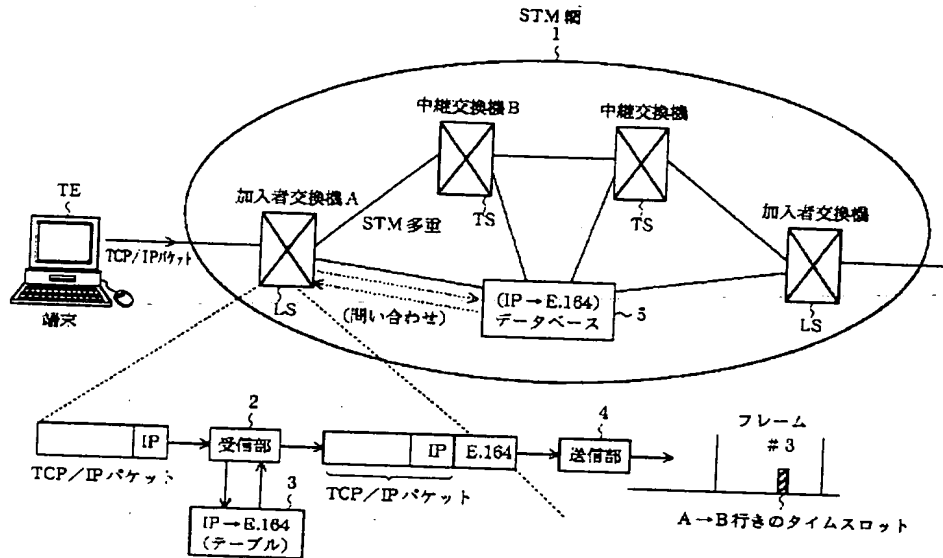 STM網
1
中継交換機B
中継交換機
TS
TS
TE
加入者交換機A
STM多重
加入者交換機
TCP/IPパケット
端末
LS
(問い合わせ)
(IP→E.164)
データベース
5
LS
2
4
フレーム
#3
IP
受信部
IP
E.164
送信部
TCP/IPパケット
3
TCP/IPパケット
IP→E.164
(テーブル)
A→B行きのタイムスロット